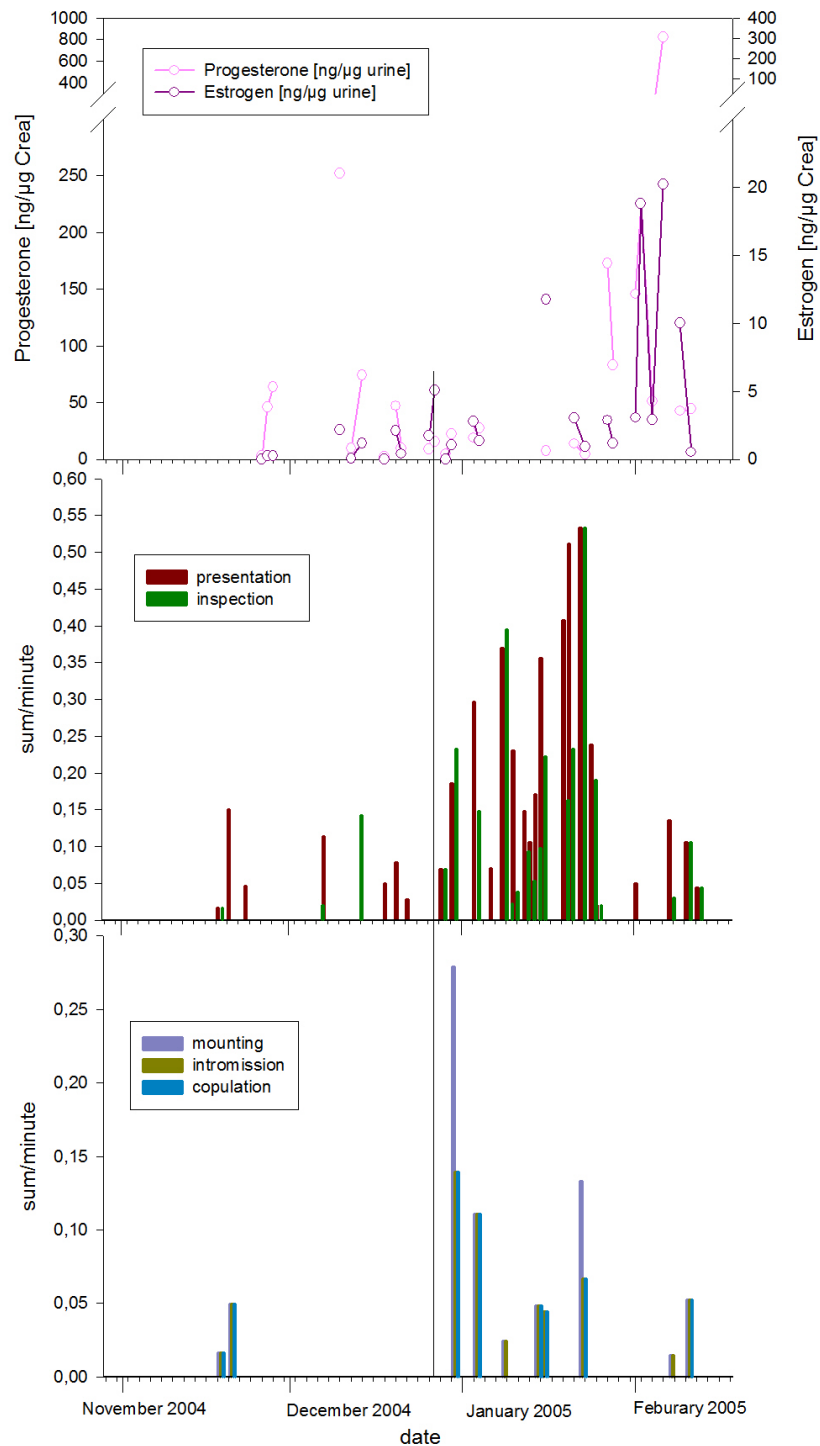 1000
800
600
400
250
200
150
100
50
0
Progesterone [ng/µg Crea]
400
300
200
100
20
15
10
5
0
Estrogen [ng/µg Crea]
Progesterone [ng/µg urine]
Estrogen [ng/µg urine]
0,60
0,55
0,50
0,45
0,40
0,35
0,30
0,25
0,20
0,15
0,10
0,05
0,00
sum/minute
presentation
inspection
0,30
0,25
0,20
0,15
0,10
0,05
0,00
sum/minute
mounting
intromission
copulation
November 2004
December 2004
January 2005
Feburary 2005
date